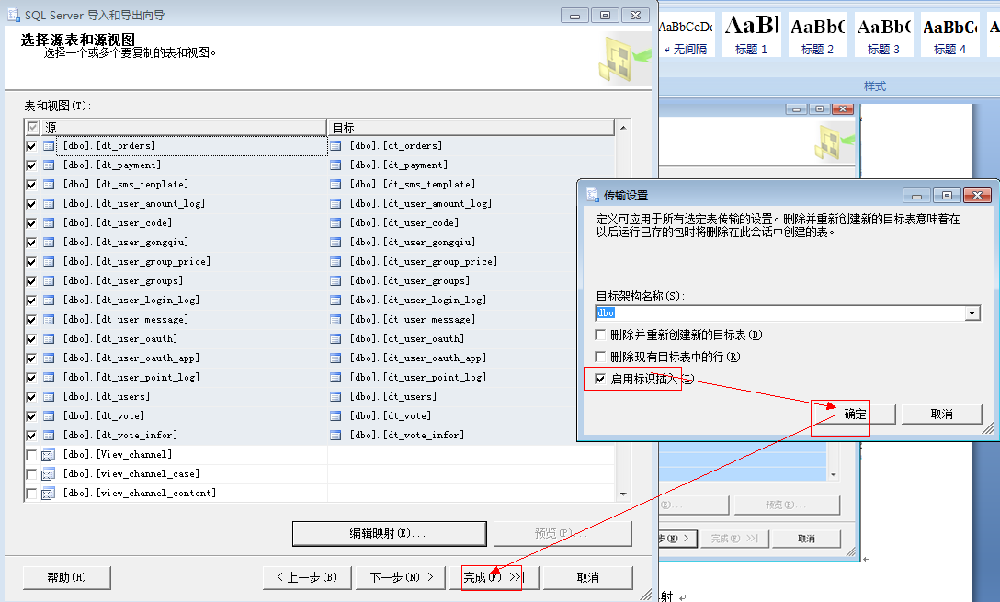 SQL Server 导入和导出向导
选择源表和源视图
选择一个或多个要复制的表和视图。
表和视图(T):
源 目标
[dbo].[dt_orders] [dbo].[dt_orders]
[dbo].[dt_payment] [dbo].[dt_payment]
[dbo].[dt_sms_template] [dbo].[dt_sms_template]
[dbo].[dt_user_amount_log] [dbo].[dt_user_amount_log]
[dbo].[dt_user_code] [dbo].[dt_user_code]
[dbo].[dt_user_gongqiu] [dbo].[dt_user_gongqiu]
[dbo].[dt_user_group_price] [dbo].[dt_user_group_price]
[dbo].[dt_user_groups] [dbo].[dt_user_groups]
[dbo].[dt_user_login_log] [dbo].[dt_user_login_log]
[dbo].[dt_user_message] [dbo].[dt_user_message]
[dbo].[dt_user_oauth] [dbo].[dt_user_oauth]
[dbo].[dt_user_oauth_app] [dbo].[dt_user_oauth_app]
[dbo].[dt_user_point_log] [dbo].[dt_user_point_log]
[dbo].[dt_users] [dbo].[dt_users]
[dbo].[dt_vote] [dbo].[dt_vote]
[dbo].[dt_vote_infor] [dbo].[dt_vote_infor]
[dbo].[View_channel]
[dbo].[view_channel_case]
[dbo].[view_channel_content]
编辑映射(E)... 预览(P)...
帮助(H) < 上一步(B) 下一步(N) > 完成(F) >>| 取消
AaBbCcDc AaBl AaBbC AaBb( AaBbC
无间隔 标题 1 标题 2 标题 3 标题 4
样式
传输设置
定义可应用于所有选定表传输的设置。删除并重新创建新的目标表意味着在
以后运行已存的包时将删除在此会话中创建的表。
目标架构名称(S):
dbo
删除并重新创建新的目标表(D)
删除现有目标表中的行(R)
启用标识插入(I)
确定 取消
(E)... 预览(P)...
步(N) > 完成(F) >>| 取消
射